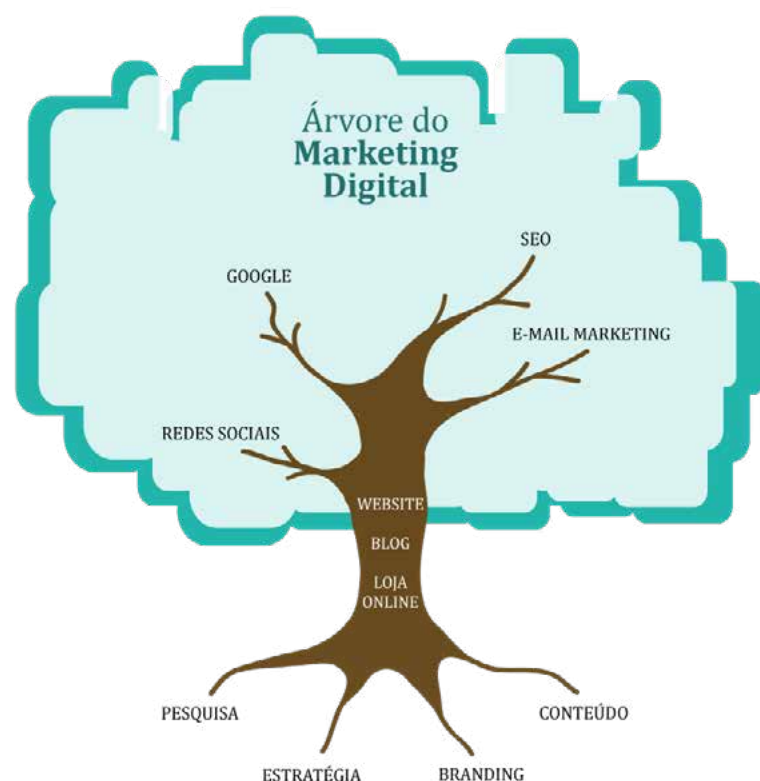 Árvore do
Marketing
Digital
SEO
GOOGLE
E-MAIL MARKETING
REDES SOCIAIS
WEBSITE
BLOG
LOJA
ONLINE
PESQUISA
CONTEÚDO
ESTRATÉGIA
BRANDING